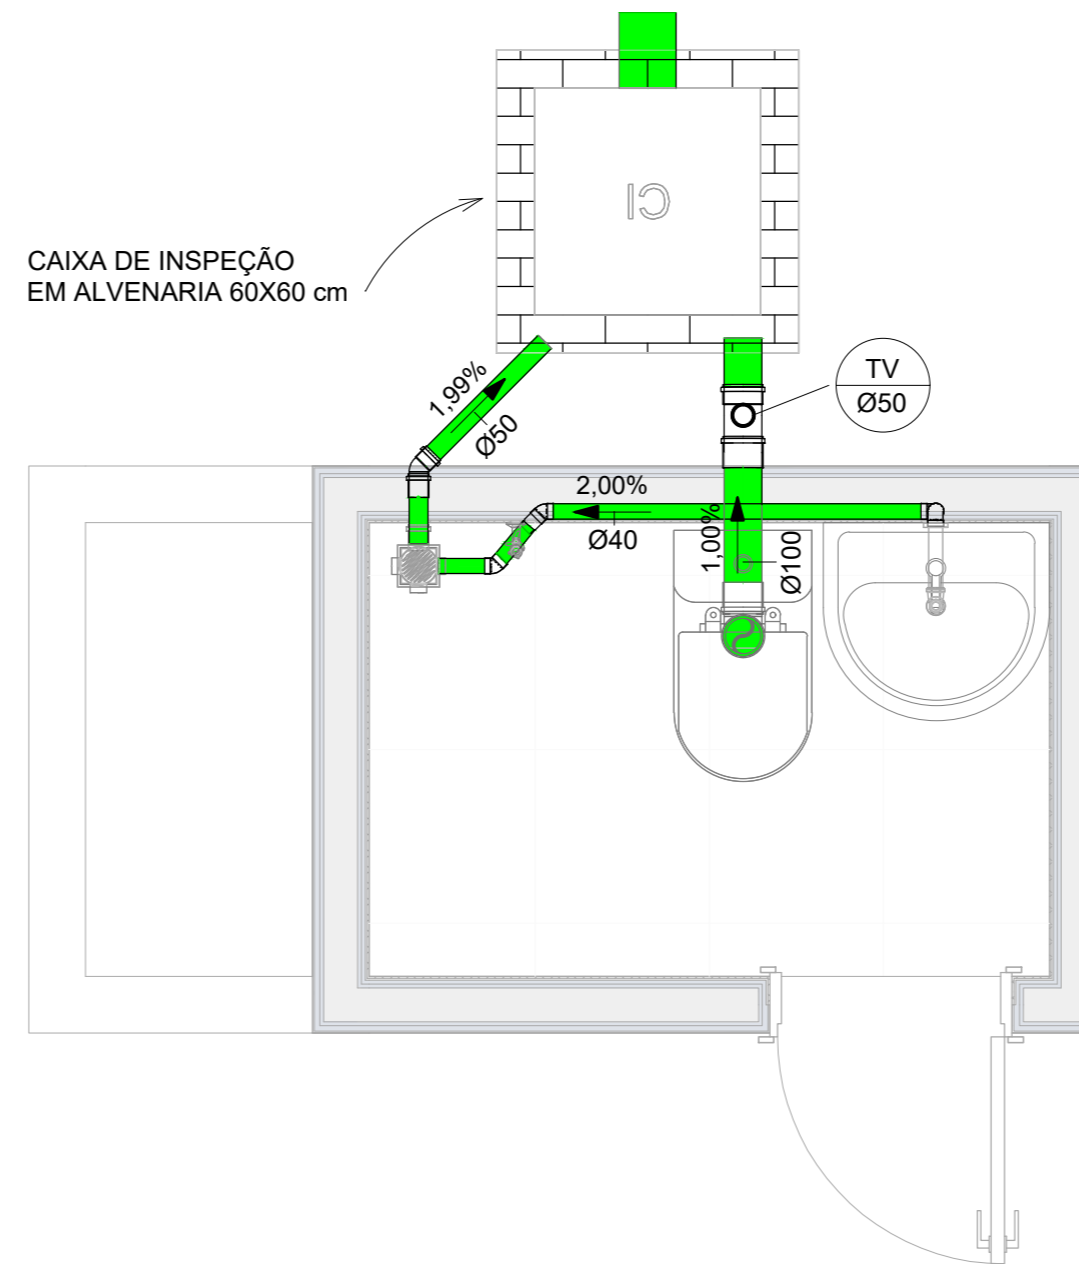 CI
CAIXA DE INSPEÇÃO
EM ALVENARIA 60X60 cm
1,99%
Ø50
TV
Ø50
2,00%
Ø40
1,00%
Ø100